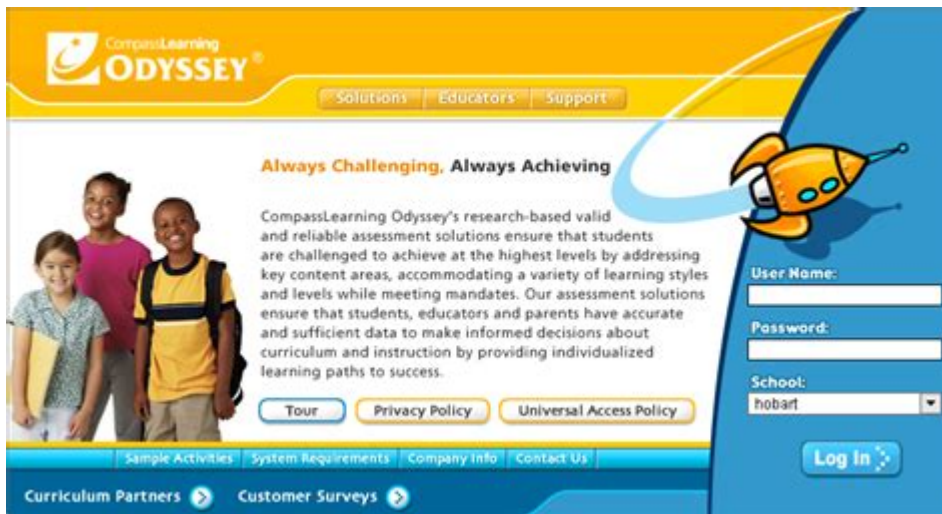 CompassLearning
ODYSSEY®
Solutions Educators Support
Always Challenging, Always Achieving
CompassLearning Odyssey's research-based valid
and reliable assessment solutions ensure that students
are challenged to achieve at the highest levels by addressing
key content areas, accommodating a variety of learning styles
and levels while meeting mandates. Our assessment solutions
ensure that students, educators and parents have accurate
and sufficient data to make informed decisions about
curriculum and instruction by providing individualized
learning paths to success.
Tour Privacy Policy Universal Access Policy
User Name:
Password:
School:
hobart
Log In
Sample Activities System Requirements Company Info Contact Us
Curriculum Partners Customer Surveys